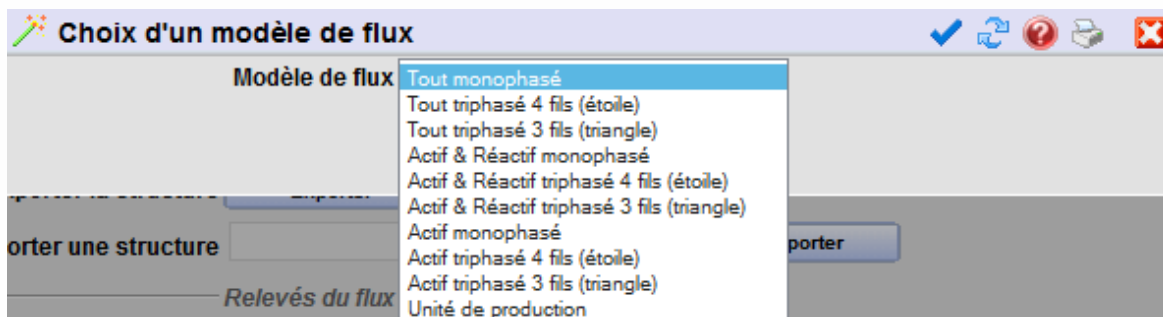 Choix d'un modèle de flux
Modèle de flux
Tout monophasé
Tout triphasé 4 fils (étoile)
Tout triphasé 3 fils (triangle)
Actif & Réactif monophasé
Actif & Réactif triphasé 4 fils (étoile)
Actif & Réactif triphasé 3 fils (triangle)
Actif monophasé
Actif triphasé 4 fils (étoile)
Actif triphasé 3 fils (triangle)
Unité de production
orter une structure
porter
Relevés du flux